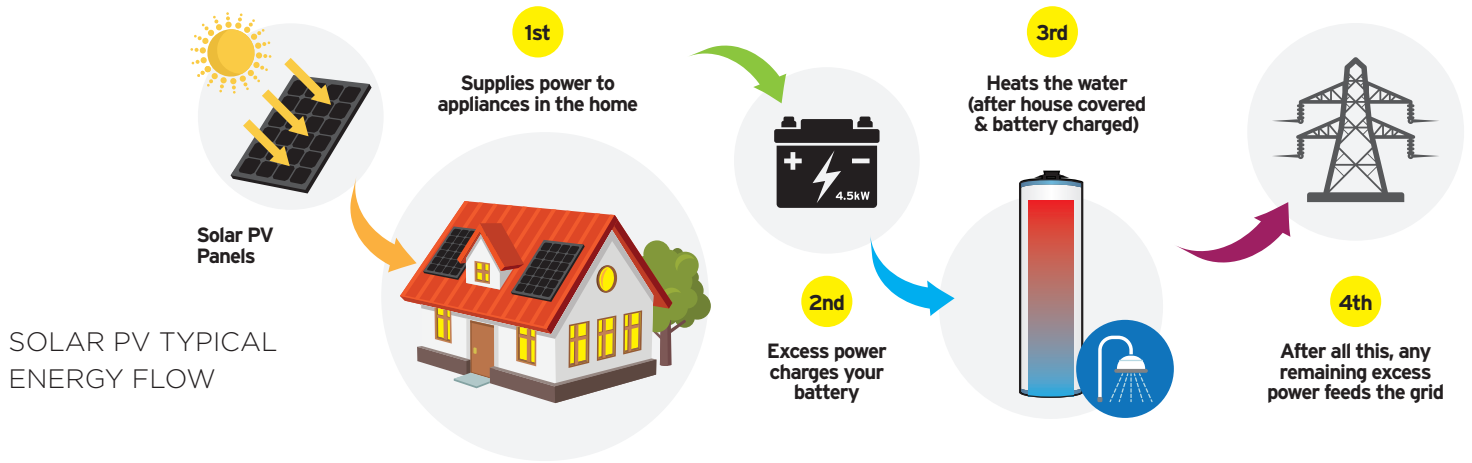 SOLAR PV TYPICAL
ENERGY FLOW
Solar PV
Panels
1st
Supplies power to
appliances in the home
4.5kW
2nd
Excess power
charges your
battery
3rd
Heats the water
(after house covered
& battery charged)
4th
After all this, any
remaining excess
power feeds the grid